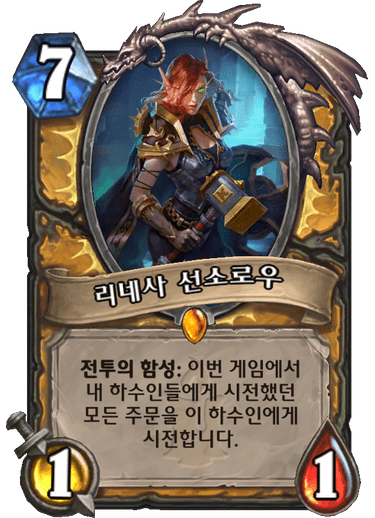 7
리네사 선소로우
전투의 함성: 이번 게임에서
내 하수인들에게 시전했던
모든 주문을 이 하수인에게
시전합니다.
1
1